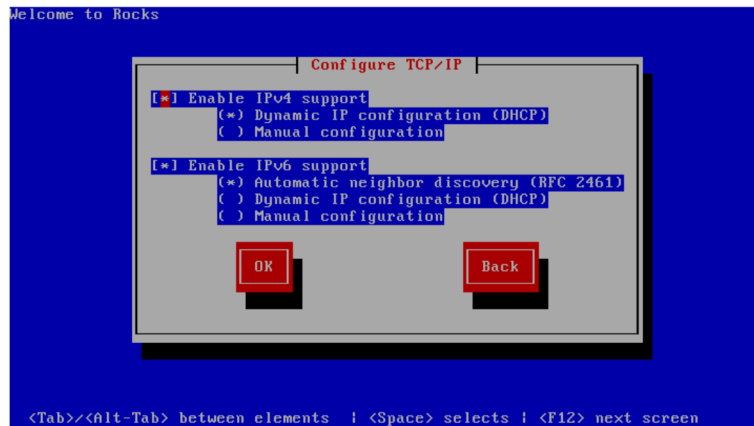 Welcome to Rocks
Configure TCP/IP
[*] Enable IPv4 support
(*) Dynamic IP configuration (DHCP)
( ) Manual configuration
[*] Enable IPv6 support
(*) Automatic neighbor discovery (RFC 2461)
( ) Dynamic IP configuration (DHCP)
( ) Manual configuration
OK Back
<Tab>/<Alt-Tab> between elements | <Space> selects | <F12> next screen